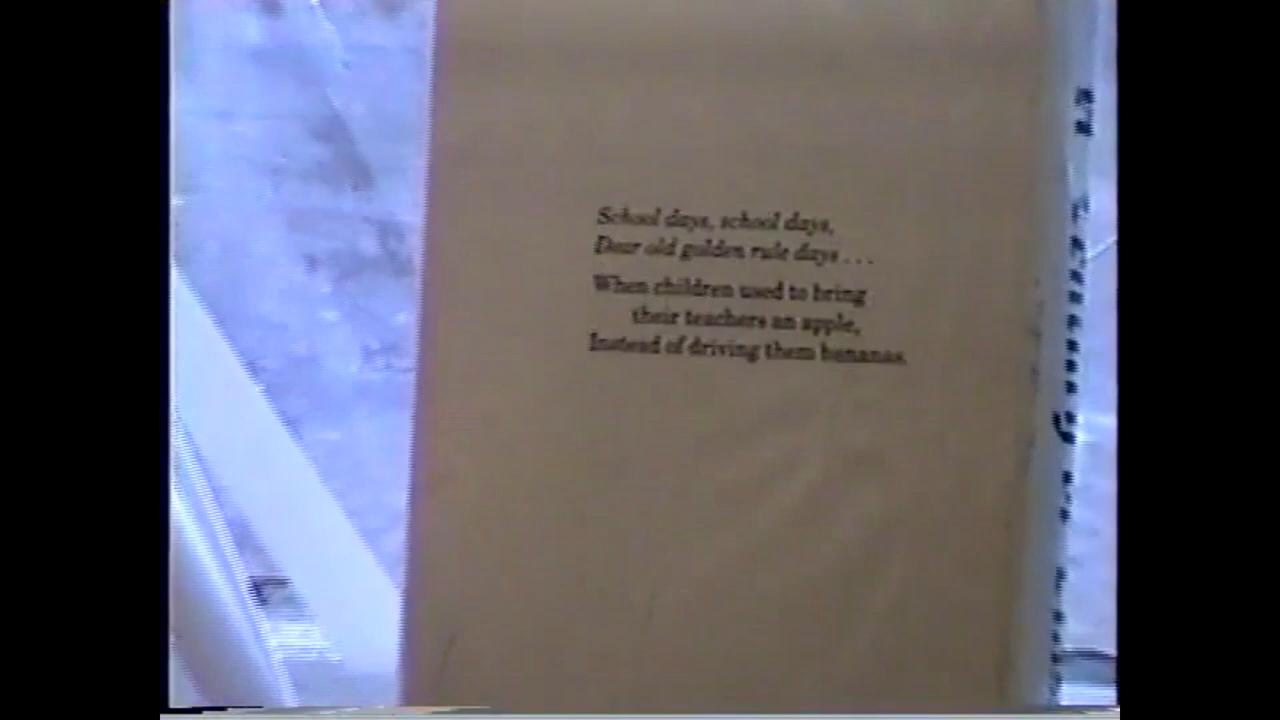 School days, school days,
Dear old golden rule days . . .
When children used to bring
their teachers an apple,
Instead of driving them bananas.